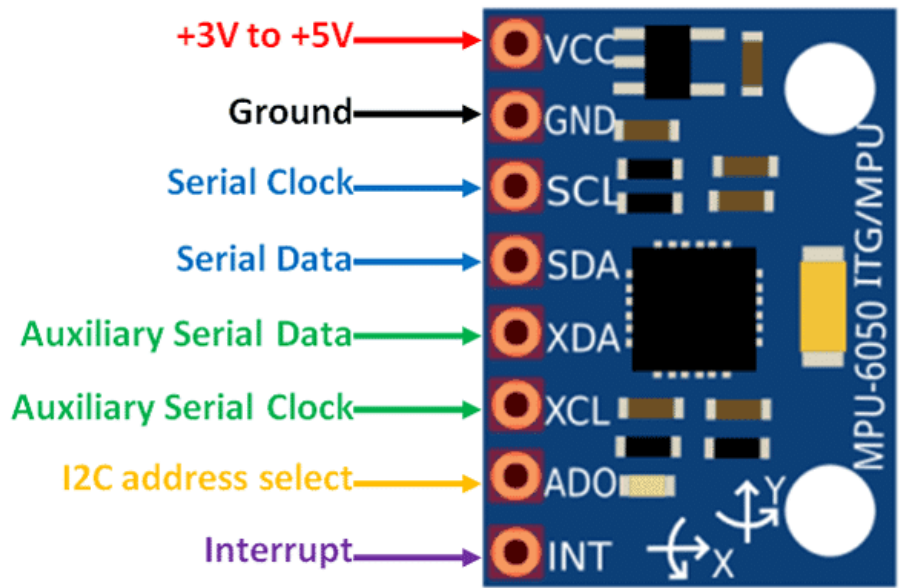 +3V to +5V
VCC
Ground
GND
Serial Clock
SCL
Serial Data
SDA
Auxiliary Serial Data
XDA
Auxiliary Serial Clock
XCL
I2C address select
ADO
Interrupt
INT
MPU-6050 ITG/MPU
Y
X